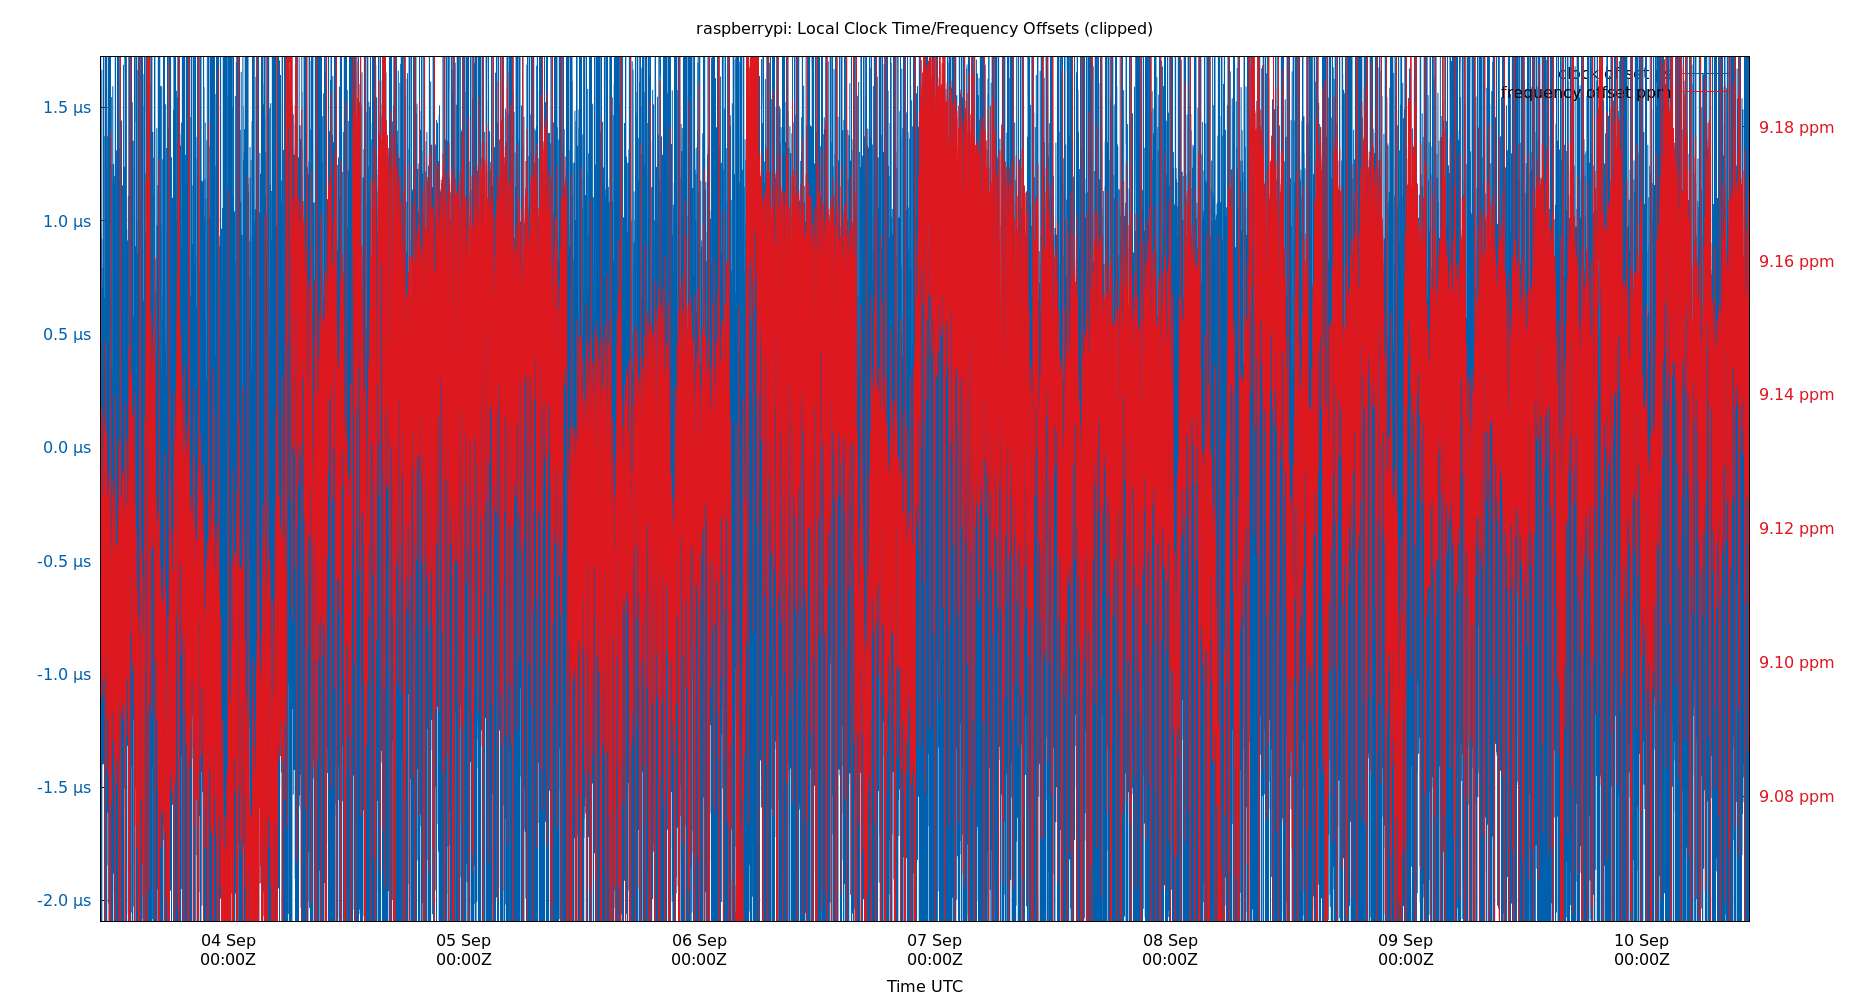 raspberrypi: Local Clock Time/Frequency Offsets (clipped)
clock offset
frequency offset ppm
1.5 µs
1.0 µs
0.5 µs
0.0 µs
-0.5 µs
-1.0 µs
-1.5 µs
-2.0 µs
9.18 ppm
9.16 ppm
9.14 ppm
9.12 ppm
9.10 ppm
9.08 ppm
04 Sep
00:00Z
05 Sep
00:00Z
06 Sep
00:00Z
07 Sep
00:00Z
08 Sep
00:00Z
09 Sep
00:00Z
10 Sep
00:00Z
Time UTC